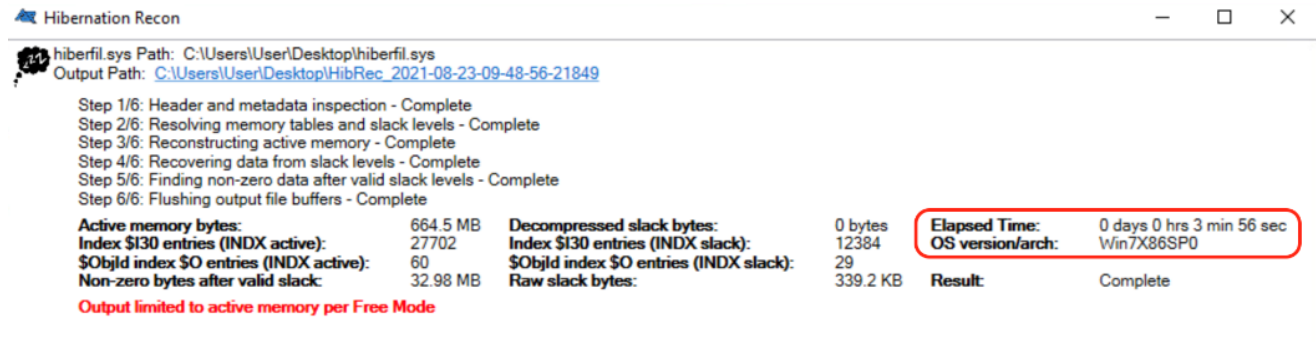 Hibernation Recon
hiberfil.sys Path: C:\Users\User\Desktop\hiberfil.sys
Output Path: C:\Users\User\Desktop\HibRec_2021-08-23-09-48-56-21849
Step 1/6: Header and metadata inspection - Complete
Step 2/6: Resolving memory tables and slack levels - Complete
Step 3/6: Reconstructing active memory - Complete
Step 4/6: Recovering data from slack levels - Complete
Step 5/6: Finding non-zero data after valid slack levels - Complete
Step 6/6: Flushing output file buffers - Complete
Active memory bytes: 664.5 MB Decompressed slack bytes: 0 bytes Elapsed Time: 0 days 0 hrs 3 min 56 sec
Index $I30 entries (INDX active): 27702 Index $I30 entries (INDX slack): 12384 OS version/arch: Win7X86SP0
$ObjId index $O entries (INDX active): 60 $ObjId index $O entries (INDX slack): 29
Non-zero bytes after valid slack: 32.98 MB Raw slack bytes: 339.2 KB Result: Complete
Output limited to active memory per Free Mode